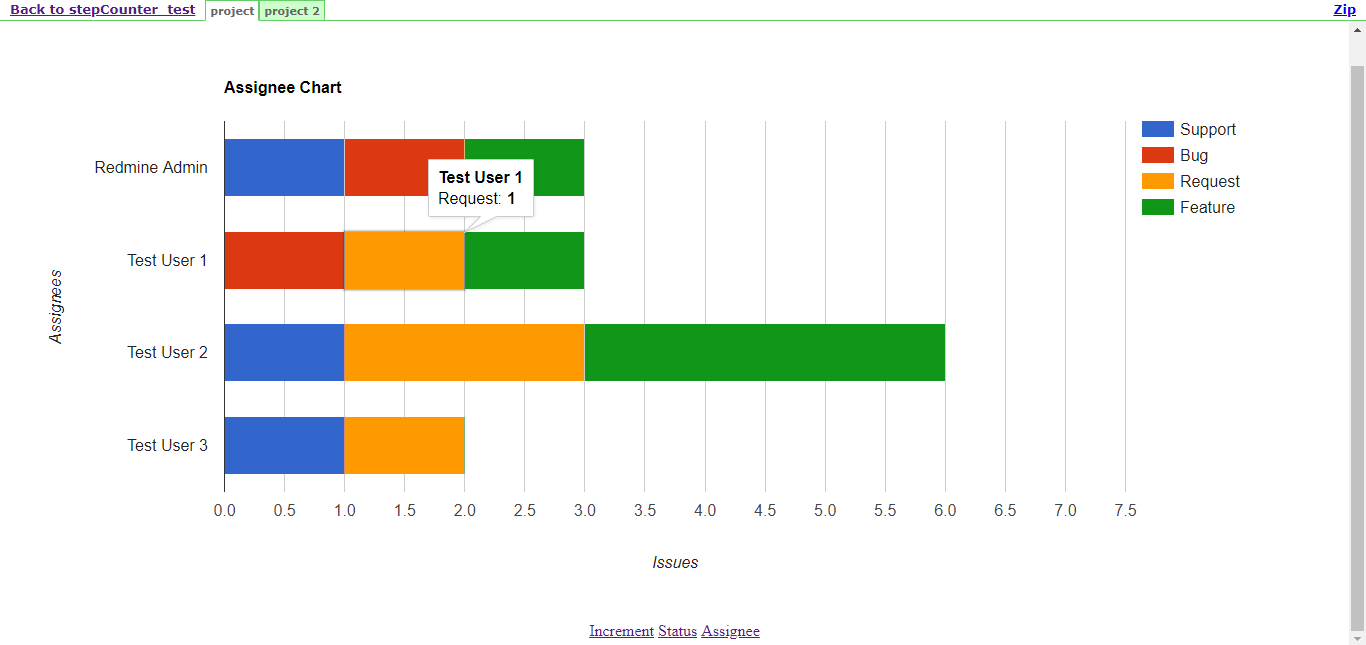 Back to stepCounter_test project project 2 Zip
Assignee Chart
Support
Bug
Request
Feature
Redmine Admin
Test User 1
Request: 1
Test User 1
Test User 2
Test User 3
Assignees
0.0 0.5 1.0 1.5 2.0 2.5 3.0 3.5 4.0 4.5 5.0 5.5 6.0 6.5 7.0 7.5
Issues
Increment Status Assignee